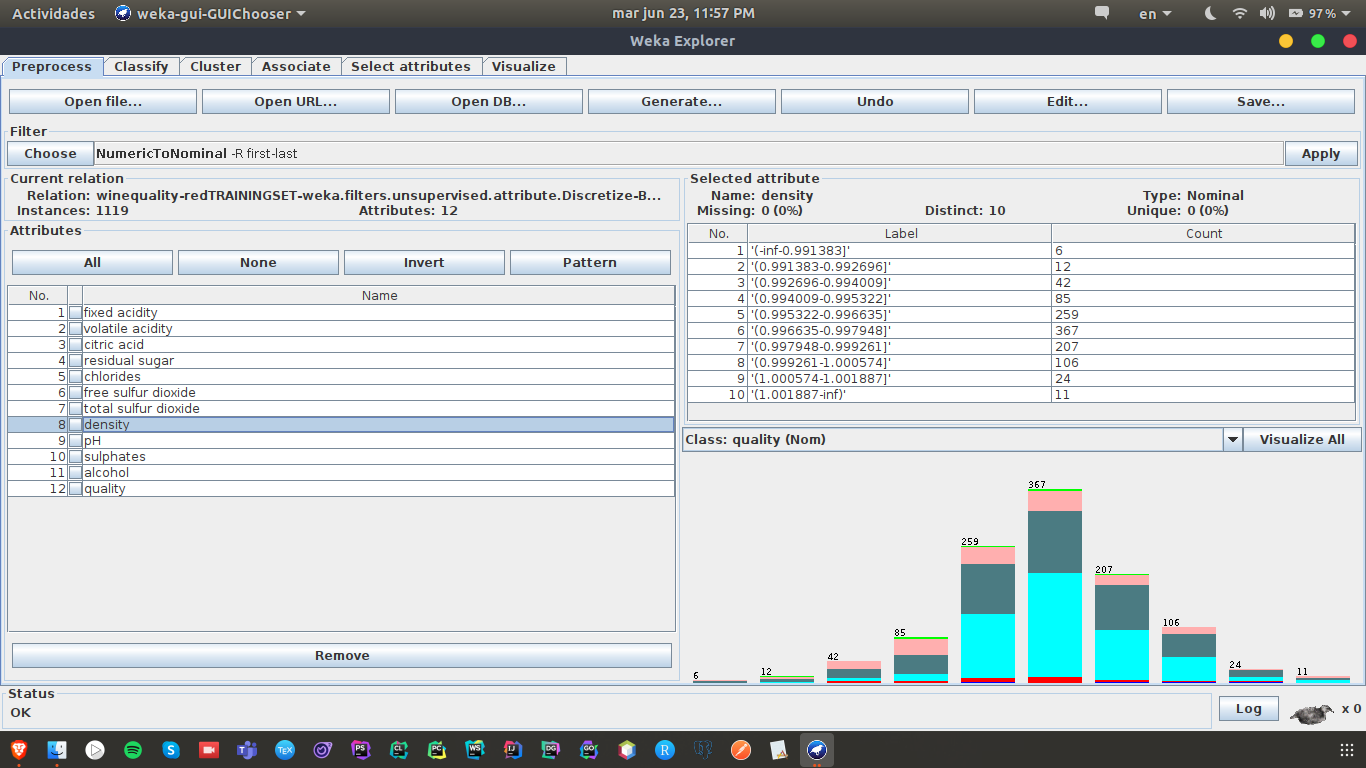 Actividades weka-gui-GUIChooser mar jun 23, 11:57 PM en 97%
Weka Explorer
Preprocess Classify Cluster Associate Select attributes Visualize
Open file... Open URL... Open DB... Generate... Undo Edit... Save...
Filter
Choose NumericToNominal -R first-last Apply
Current relation
Relation: winequality-redTRAININGSET-weka.filters.unsupervised.attribute.Discretize-B...
Instances: 1119 Attributes: 12
Attributes
All None Invert Pattern
No. Name
1 fixed acidity
2 volatile acidity
3 citric acid
4 residual sugar
5 chlorides
6 free sulfur dioxide
7 total sulfur dioxide
8 density
9 pH
10 sulphates
11 alcohol
12 quality
Remove
Selected attribute
Name: density Type: Nominal
Missing: 0 (0%) Distinct: 10 Unique: 0 (0%)
No. Label Count
1 '(-inf-0.991383]' 6
2 '(0.991383-0.992696]' 12
3 '(0.992696-0.994009]' 42
4 '(0.994009-0.995322]' 85
5 '(0.995322-0.996635]' 259
6 '(0.996635-0.997948]' 367
7 '(0.997948-0.999261]' 207
8 '(0.999261-1.000574]' 106
9 '(1.000574-1.001887]' 24
10 '(1.001887-inf)' 11
Class: quality (Nom) Visualize All
6 12 42 85 259 367 207 106 24 11
Status
OK Log x 0
TEX PS CL PC WS IJ DG GO R